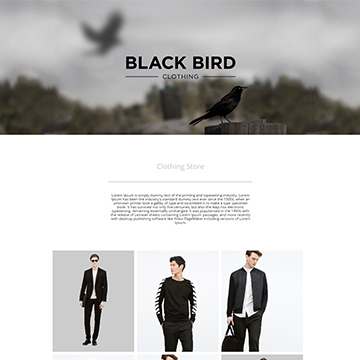 BLACK BIRD
CLOTHING
Clothing Store
Lorem Ipsum is simply dummy text of the printing and typesetting industry. Lorem
Ipsum has been the industry's standard dummy text ever since the 1500s, when an
unknown printer took a galley of type and scrambled it to make a type specimen
book. It has survived not only five centuries, but also the leap into electronic
typesetting, remaining essentially unchanged. It was popularised in the 1960s with
the release of Letraset sheets containing Lorem Ipsum passages, and more recently
with desktop publishing software like Aldus PageMaker including versions of Lorem
Ipsum.